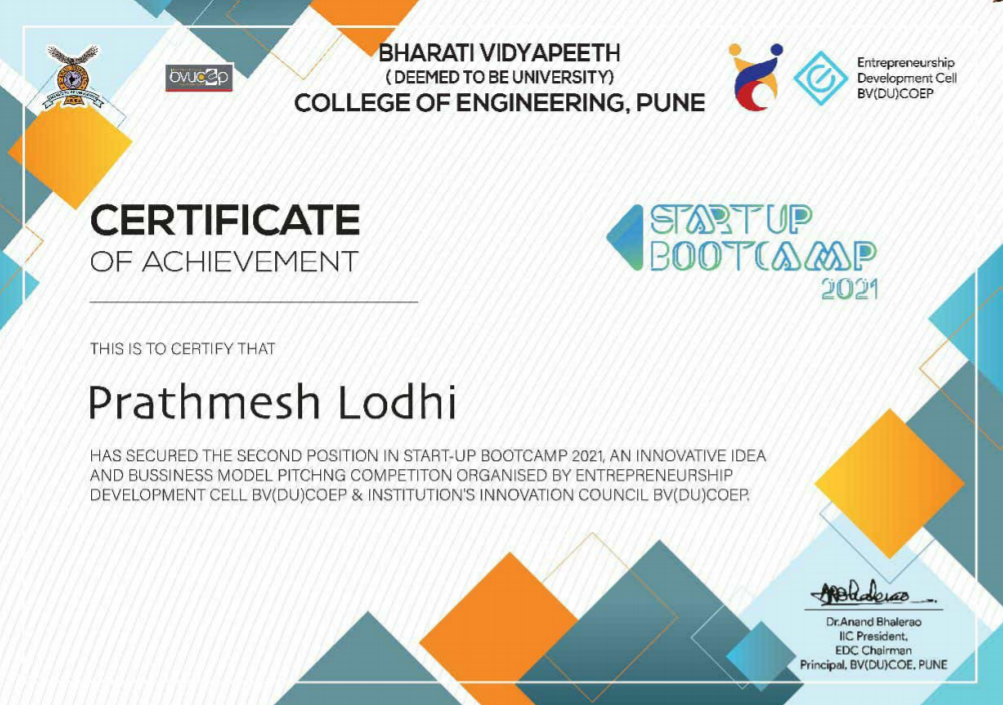 bvucoep
BHARATI VIDYAPEETH
( DEEMED TO BE UNIVERSITY)
COLLEGE OF ENGINEERING, PUNE
Entrepreneurship
Development Cell
BV(DU)COEP
CERTIFICATE
OF ACHIEVEMENT
START UP
BOOTCAMP
2021
THIS IS TO CERTIFY THAT
Prathmesh Lodhi
HAS SECURED THE SECOND POSITION IN START-UP BOOTCAMP 2021, AN INNOVATIVE IDEA
AND BUSSINESS MODEL PITCHNG COMPETITON ORGANISED BY ENTREPRENEURSHIP
DEVELOPMENT CELL BV(DU)COEP & INSTITUTION'S INNOVATION COUNCIL BV(DU)COEP.
Dr.Anand Bhalerao
IIC President,
EDC Chairman
Principal, BV(DU)COE, PUNE